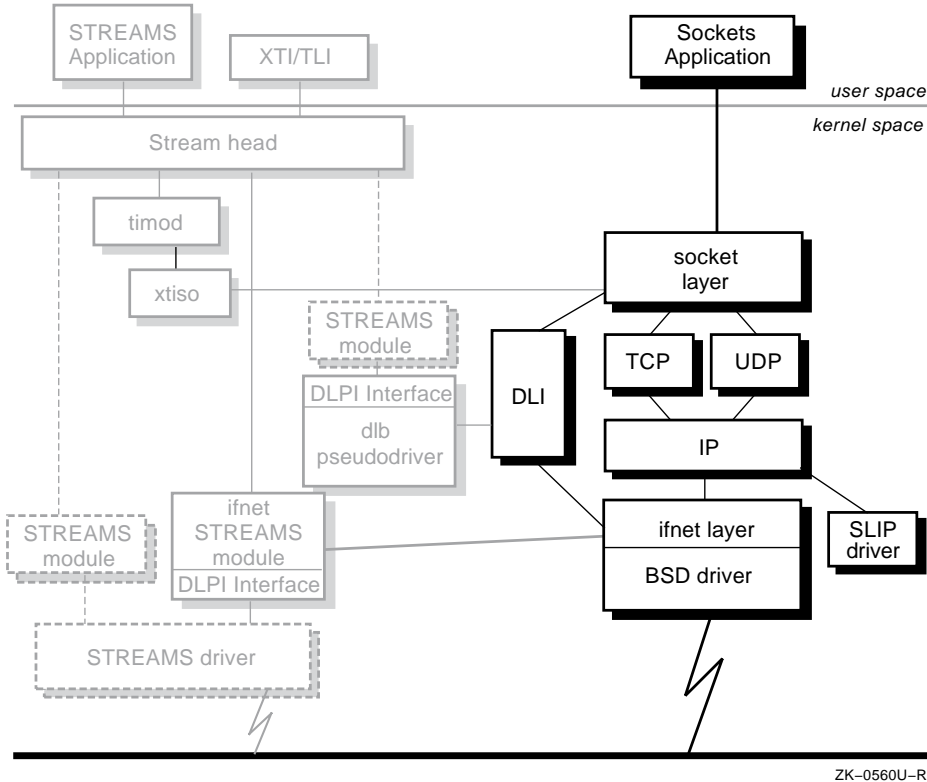 STREAMS
Application
XTI/TLI
Sockets
Application
user space
kernel space
Stream head
timod
xtiso
socket
layer
STREAMS
module
DLI
TCP
UDP
DLPI Interface
dlb
pseudodriver
IP
ifnet
STREAMS
module
DLPI Interface
STREAMS
module
ifnet layer
BSD driver
SLIP
driver
STREAMS driver
ZK–0560U–R